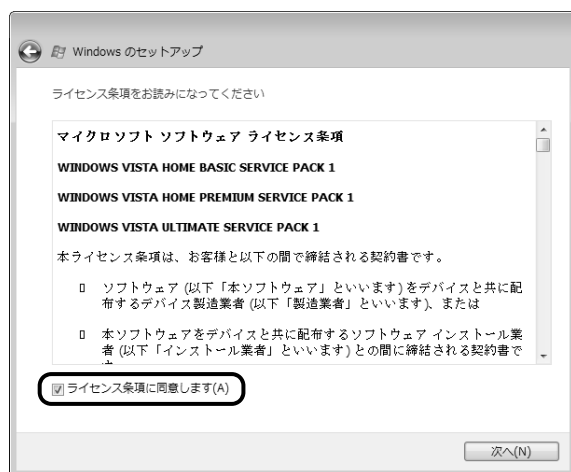 Windows のセットアップ
ライセンス条項をお読みになってください
マイクロソフト ソフトウェア ライセンス条項
WINDOWS VISTA HOME BASIC SERVICE PACK 1
WINDOWS VISTA HOME PREMIUM SERVICE PACK 1
WINDOWS VISTA ULTIMATE SERVICE PACK 1
本ライセンス条項は、お客様と以下の間で締結される契約書です。
ソフトウェア (以下「本ソフトウェア」といいます) をデバイスと共に配
布するデバイス製造業者 (以下「製造業者」といいます)、または
本ソフトウェアをデバイスと共に配布するソフトウェア インストール業
者 (以下「インストール業者」といいます) との間に締結される契約書で
ライセンス条項に同意します(A)
次へ(N)